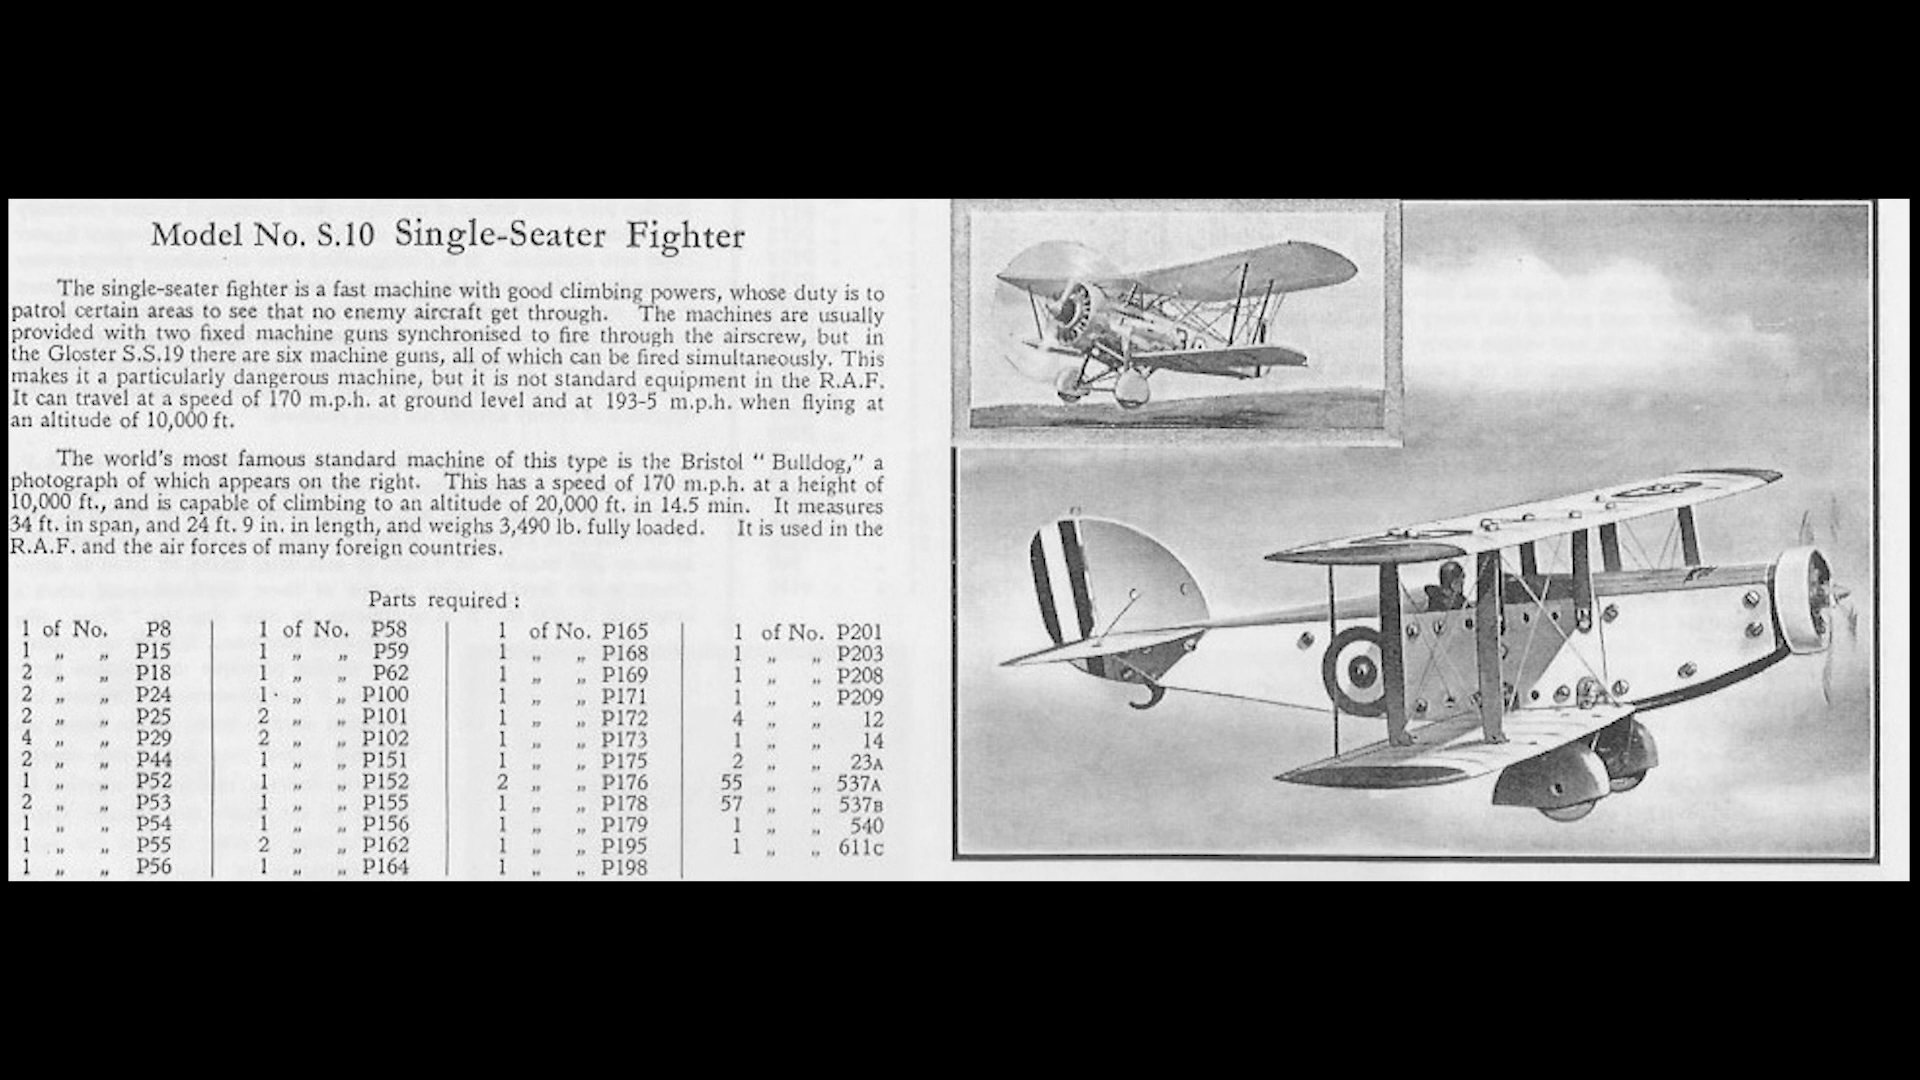 Model No. S.10 Single-Seater Fighter
The single-seater fighter is a fast machine with good climbing powers, whose duty is to
patrol certain areas to see that no enemy aircraft get through. The machines are usually
provided with two fixed machine guns synchronised to fire through the airscrew, but in
the Gloster S.S.19 there are six machine guns, all of which can be fired simultaneously. This
makes it a particularly dangerous machine, but it is not standard equipment in the R.A.F.
It can travel at a speed of 170 m.p.h. at ground level and at 193-5 m.p.h. when flying at
an altitude of 10,000 ft.
The world's most famous standard machine of this type is the Bristol “ Bulldog,” a
photograph of which appears on the right. This has a speed of 170 m.p.h. at a height of
10,000 ft., and is capable of climbing to an altitude of 20,000 ft. in 14.5 min. It measures
34 ft. in span, and 24 ft. 9 in. in length, and weighs 3,490 lb. fully loaded. It is used in the
R.A.F. and the air forces of many foreign countries.
Parts required :
1 of No. P8
1 „ „ P15
2 „ „ P18
2 „ „ P24
2 „ „ P25
4 „ „ P29
2 „ „ P44
1 „ „ P52
2 „ „ P53
1 „ „ P54
1 „ „ P55
1 „ „ P56
1 of No. P58
1 „ „ P59
1 „ „ P62
1 „ „ P100
2 „ „ P101
2 „ „ P102
1 „ „ P151
1 „ „ P152
1 „ „ P155
1 „ „ P156
2 „ „ P162
1 „ „ P164
1 of No. P165
1 „ „ P168
1 „ „ P169
1 „ „ P171
1 „ „ P172
1 „ „ P173
1 „ „ P175
2 „ „ P176
1 „ „ P178
1 „ „ P179
1 „ „ P195
1 „ „ P198
1 of No. P201
1 „ „ P203
1 „ „ P208
1 „ „ P209
4 „ „ 12
1 „ „ 14
2 „ „ 23A
55 „ „ 537A
57 „ „ 537B
1 „ „ 540
1 „ „ 611C